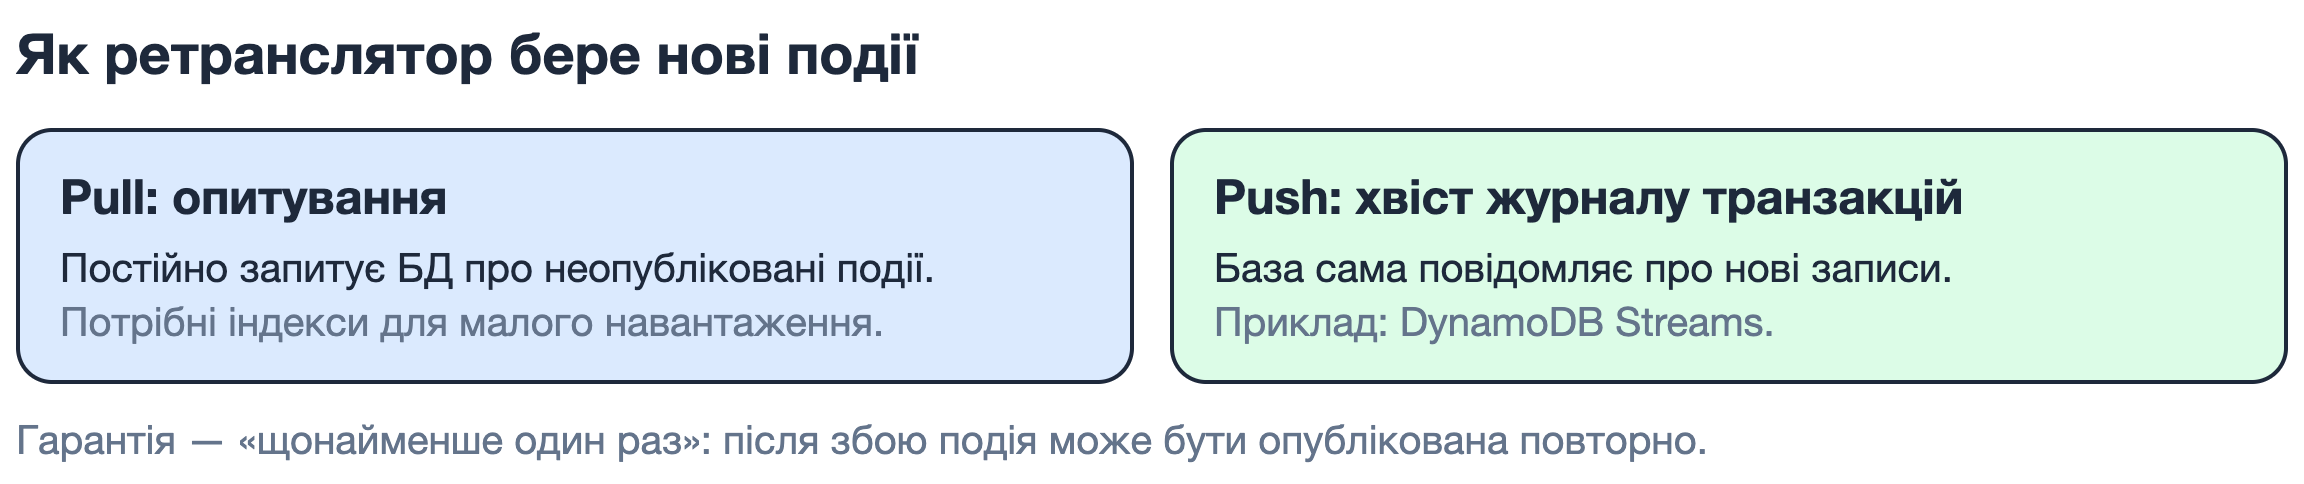 Як ретранслятор бере нові події
Pull: опитування
Постійно запитує БД про неопубліковані події.
Потрібні індекси для малого навантаження.
Push: хвіст журналу транзакцій
База сама повідомляє про нові записи.
Приклад: DynamoDB Streams.
Гарантія — «щонайменше один раз»: після збою подія може бути опублікована повторно.